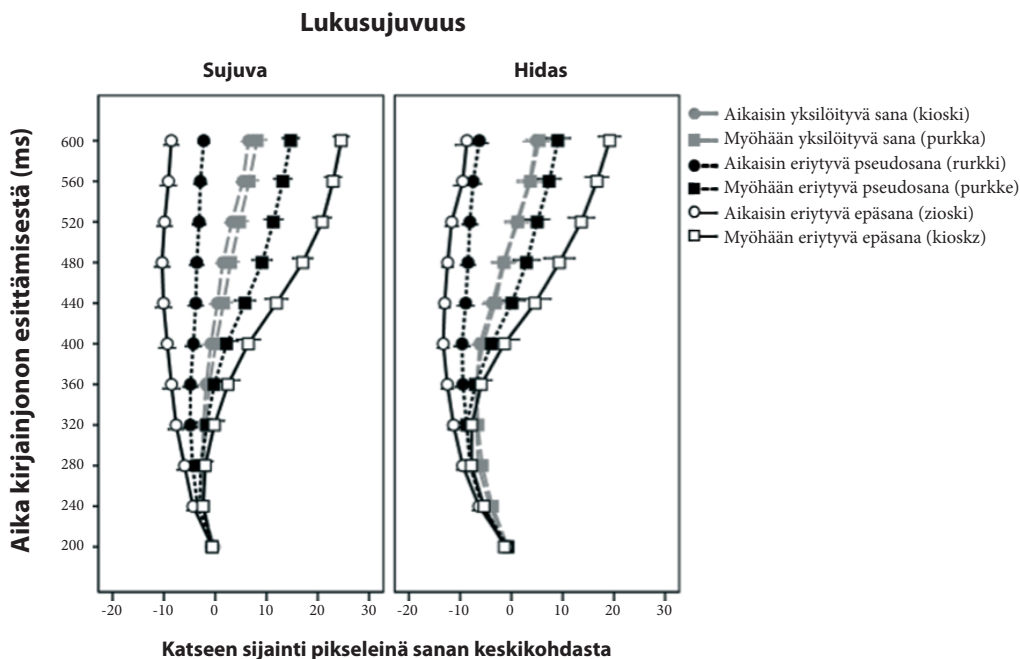 Lukusujuvuus
Sujuva
Hidas
Aika kirjainjonon esittämisestä (ms)
600
560
520
480
440
400
360
320
280
240
200
-20 -10 0 10 20 30
-20 -10 0 10 20 30
Katseen sijainti pikseleinä sanan keskikohdasta
Aikaisin yksilöityvä sana (kioski)
Myöhään yksilöityvä sana (purkka)
Aikaisin eriytyvä pseudosana (rurkki)
Myöhään eriytyvä pseudosana (purkke)
Aikaisin eriytyvä epäsana (zioski)
Myöhään eriytyvä epäsana (kioskz)